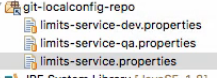 git-localconfig-repo
limits-service-dev.properties
limits-service-qa.properties
limits-service.properties